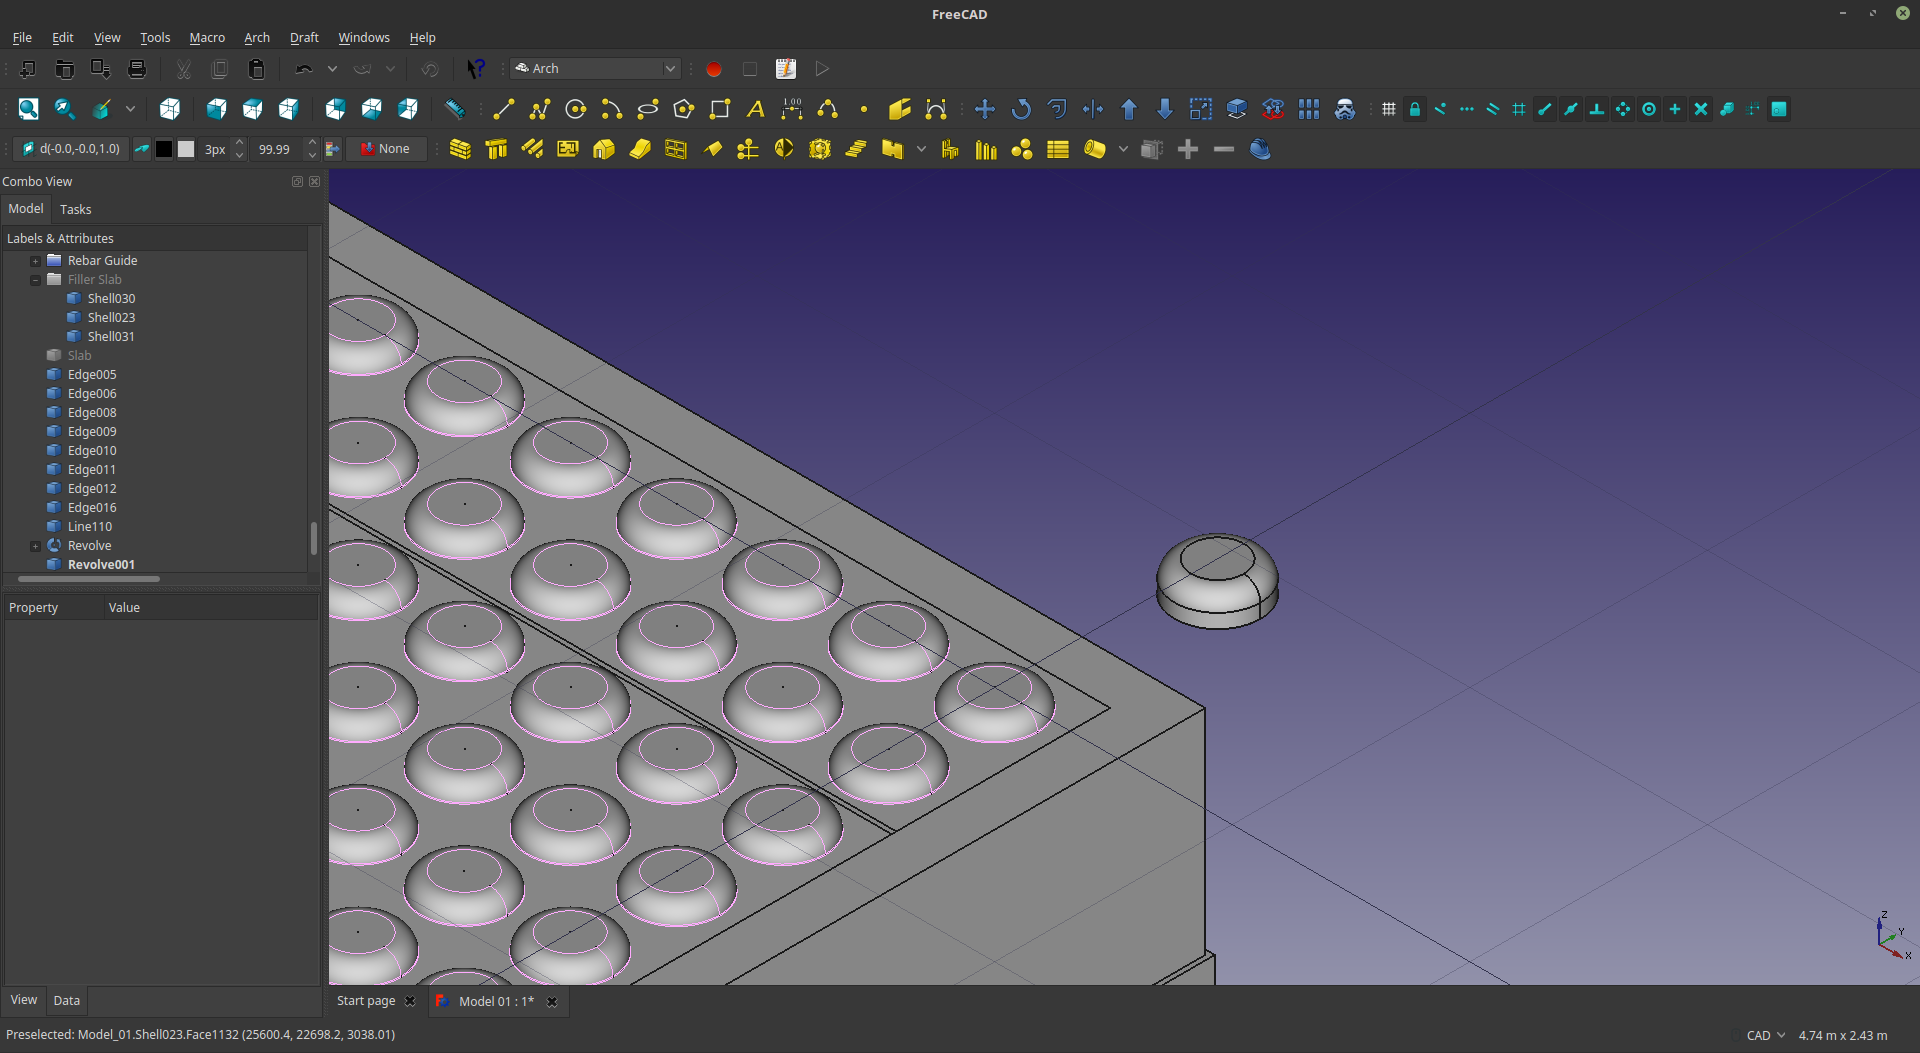 FreeCAD
File Edit View Tools Macro Arch Draft Windows Help
Arch
1.00
d(-0.0,-0.0,1.0) 3px 99.99 None
Combo View
Model Tasks
Labels & Attributes
Rebar Guide
Filler Slab
Shell030
Shell023
Shell031
Slab
Edge005
Edge006
Edge008
Edge009
Edge010
Edge011
Edge012
Edge016
Line110
Revolve
Revolve001
Property Value
Z
Y
X
View Data
Start page Model 01 : 1*
Preselected: Model_01.Shell023.Face1132 (25600.4, 22698.2, 3038.01)
CAD 4.74 m x 2.43 m